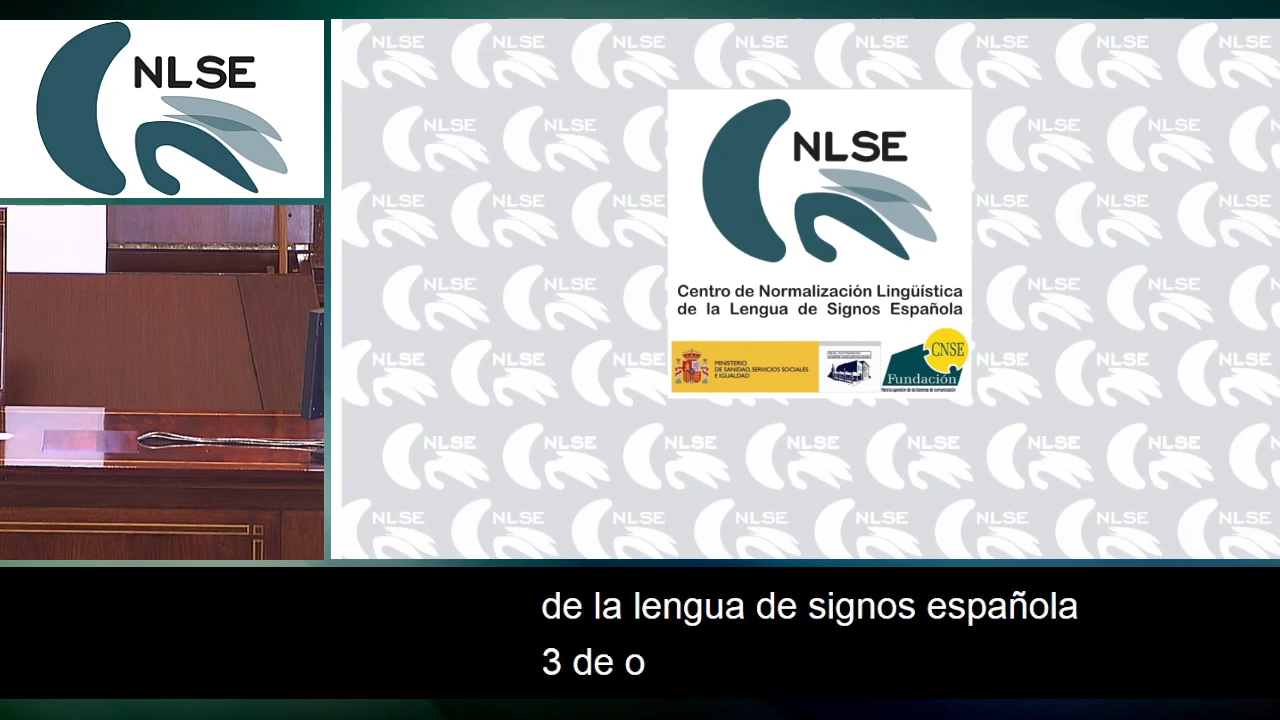 NLSE
NLSE
Centro de Normalización Lingüística
de la Lengua de Signos Española
MINISTERIO
DE SANIDAD, SERVICIOS SOCIALES
E IGUALDAD
CNSE
Fundación
de la lengua de signos española
3 de o